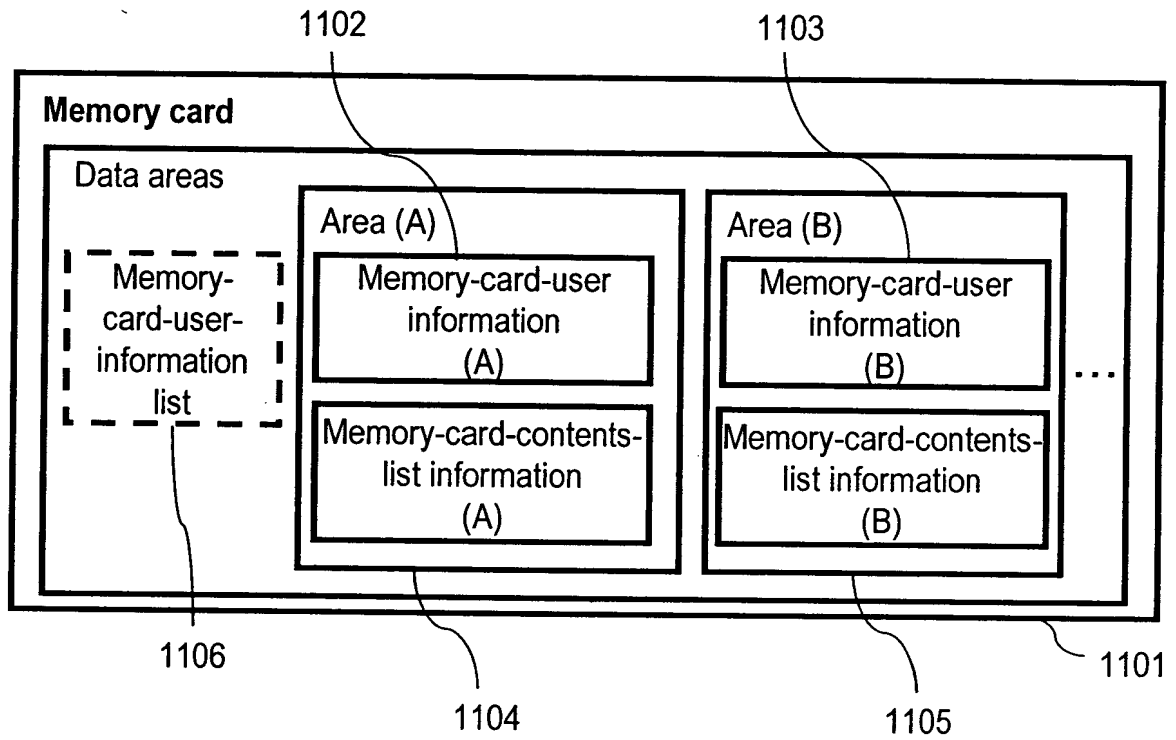 1102
1103
Memory card
Data areas
Memory-
card-user-
information
list
Area (A)
Memory-card-user
information
(A)
Memory-card-contents-
list information
(A)
Area (B)
Memory-card-user
information
(B)
Memory-card-contents-
list information
(B)
...
1106
1104
1105
1101